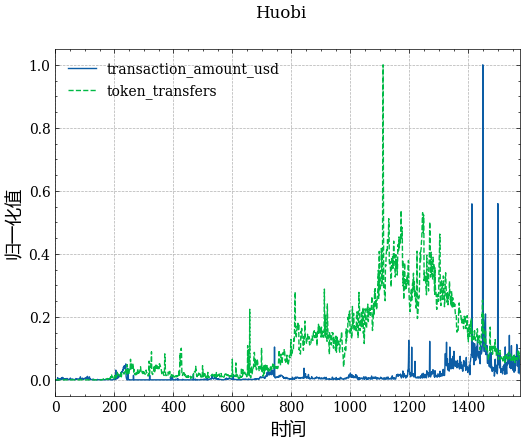 Huobi
transaction_amount_usd
token_transfers
归一化值
1.0
0.8
0.6
0.4
0.2
0.0
0 200 400 600 800 1000 1200 1400
时间